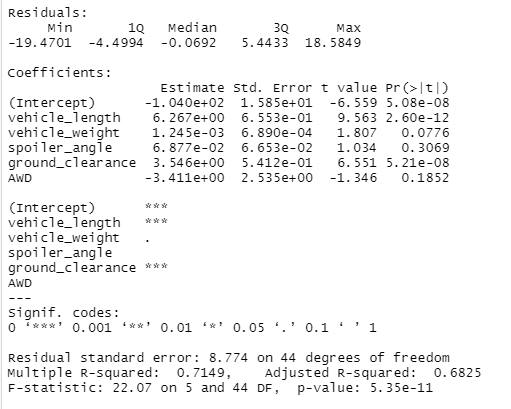 Residuals:
     Min       1Q   Median       3Q      Max
-19.4701  -4.4994  -0.0692   5.4433  18.5849

Coefficients:
                   Estimate Std. Error t value Pr(>|t|)
(Intercept)      -1.040e+02  1.585e+01  -6.559 5.08e-08
vehicle_length    6.267e+00  6.553e-01   9.563 2.60e-12
vehicle_weight    1.245e-03  6.890e-04   1.807   0.0776
spoiler_angle     6.877e-02  6.653e-02   1.034   0.3069
ground_clearance  3.546e+00  5.412e-01   6.551 5.21e-08
AWD              -3.411e+00  2.535e+00  -1.346   0.1852

(Intercept)      ***
vehicle_length   ***
vehicle_weight   .
spoiler_angle
ground_clearance ***
AWD
---
Signif. codes:
0 ‘***’ 0.001 ‘**’ 0.01 ‘*’ 0.05 ‘.’ 0.1 ‘ ’ 1

Residual standard error: 8.774 on 44 degrees of freedom
Multiple R-squared:  0.7149,	Adjusted R-squared:  0.6825
F-statistic: 22.07 on 5 and 44 DF,  p-value: 5.35e-11